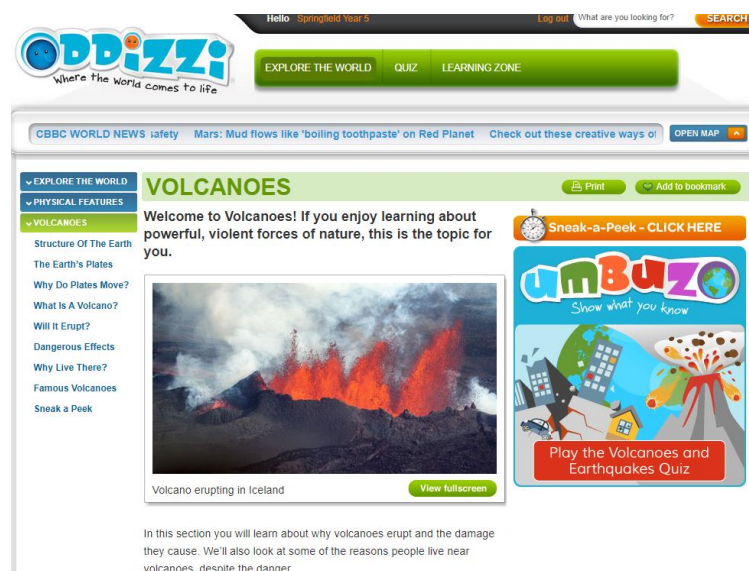 Hello Springfield Year 5
Log out
What are you looking for?
SEARCH
ODDiZZi
Where the World comes to life
EXPLORE THE WORLD QUIZ LEARNING ZONE
CBBC WORLD NEWS safety Mars: Mud flows like 'boiling toothpaste' on Red Planet Check out these creative ways of
OPEN MAP
EXPLORE THE WORLD
PHYSICAL FEATURES
VOLCANOES
Structure Of The Earth
The Earth's Plates
Why Do Plates Move?
What Is A Volcano?
Will It Erupt?
Dangerous Effects
Why Live There?
Famous Volcanoes
Sneak a Peek
VOLCANOES
Print
Add to bookmark
Welcome to Volcanoes! If you enjoy learning about
powerful, violent forces of nature, this is the topic for
you.
Volcano erupting in Iceland
View fullscreen
In this section you will learn about why volcanoes erupt and the damage
they cause. We'll also look at some of the reasons people live near
volcanoes, despite the danger.
Sneak-a-Peek - CLICK HERE
umBuzo
Show what you know
Play the Volcanoes and
Earthquakes Quiz